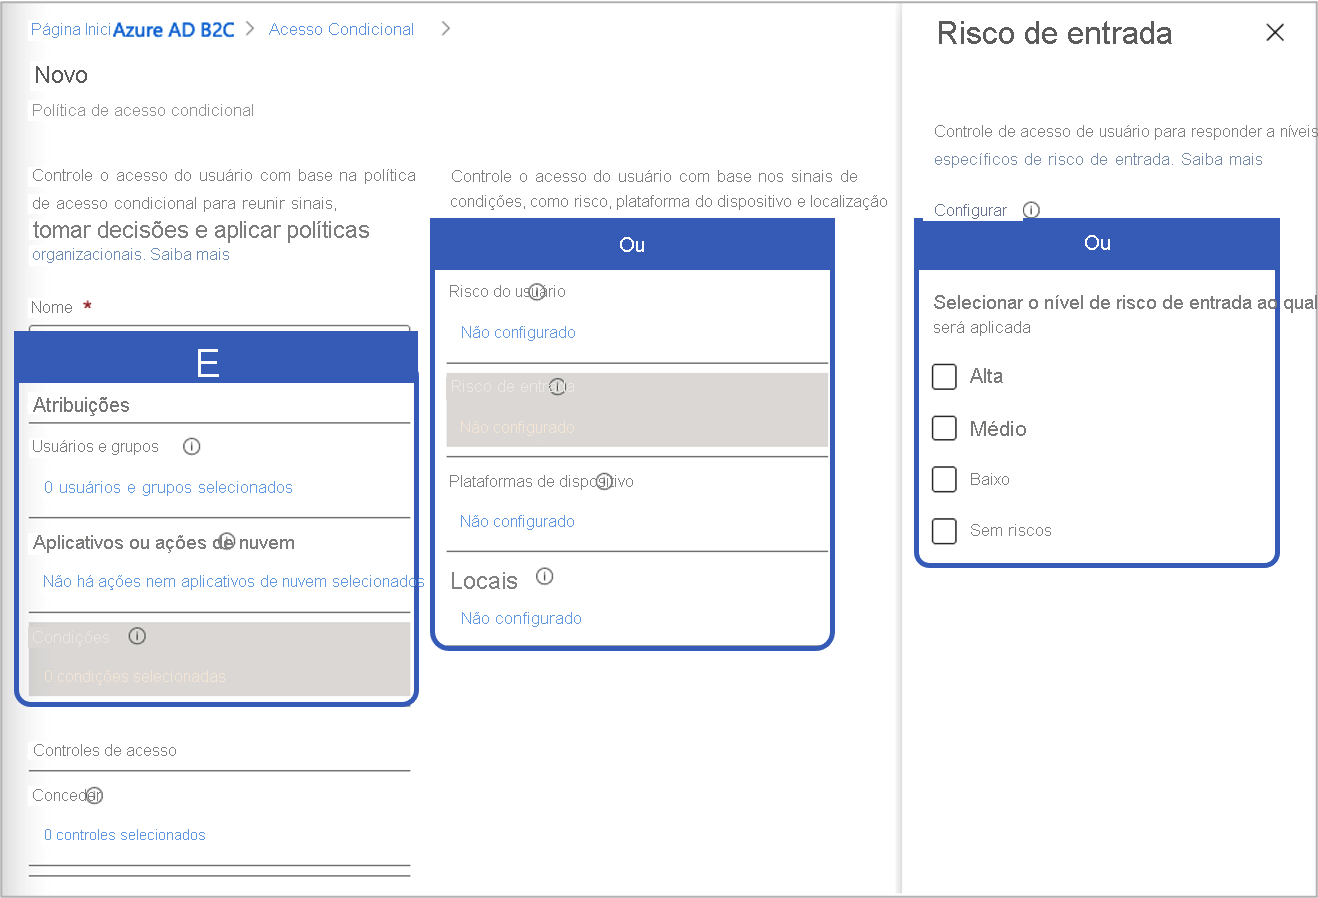 Página Inici Azure AD B2C > Acesso Condicional >
Novo
Política de acesso condicional
Controle o acesso do usuário com base na política
de acesso condicional para reunir sinais,
tomar decisões e aplicar políticas
organizacionais. Saiba mais
Nome *
E
Atribuições
Usuários e grupos
0 usuários e grupos selecionados
Aplicativos ou ações de nuvem
Não há ações nem aplicativos de nuvem selecionados
Condições
0 condições selecionadas
Controles de acesso
Conceder
0 controles selecionados
Controle o acesso do usuário com base nos sinais de
condições, como risco, plataforma do dispositivo e localização
Ou
Risco do usuário
Não configurado
Risco de entrada
Não configurado
Plataformas de dispositivo
Não configurado
Locais
Não configurado
Risco de entrada
Controle de acesso de usuário para responder a níveis
específicos de risco de entrada. Saiba mais
Configurar
Ou
Selecionar o nível de risco de entrada ao qual
será aplicada
Alta
Médio
Baixo
Sem riscos